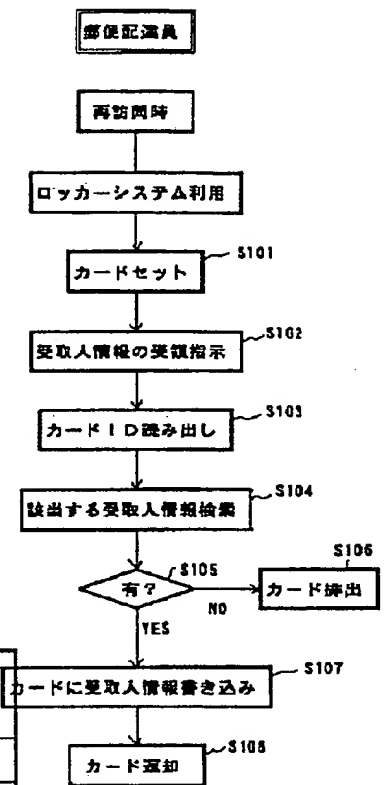 郵便配達員
再訪問時
ロッカーシステム利用
カードセット
S101
受取人情報の受領指示
S102
カードID読み出し
S103
該当する受取人情報検索
S104
有?
S105
NO
カード排出
S106
YES
カードに受取人情報書き込み
S107
カード返却
S108